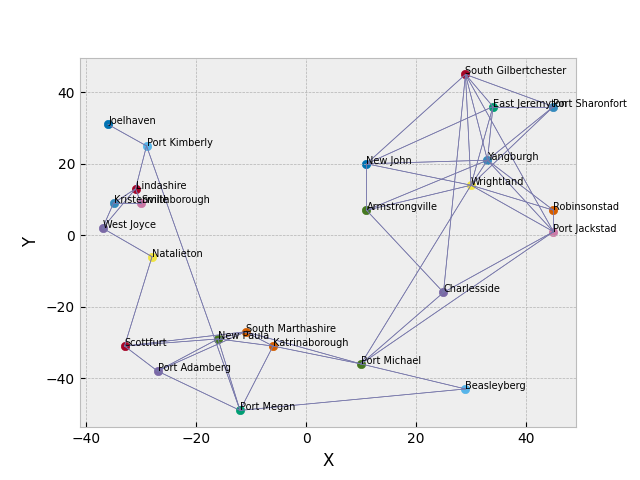 Y
40
20
0
−20
−40
−40
−20
0
20
40
X
South Gilbertchester
East
Port Sharonfort
Joelhaven
Port Kimberly
New John
Yangburgh
Lindashire
Wrightland
Kristenville
Armstrongville
Robinsonstad
West Joyce
Port Jackstad
Natalieton
Charlesside
South Marthashire
New Paula
Scottfurt
Katrinaborough
Port Michael
Port Adamberg
Beasleyberg
Port Megan